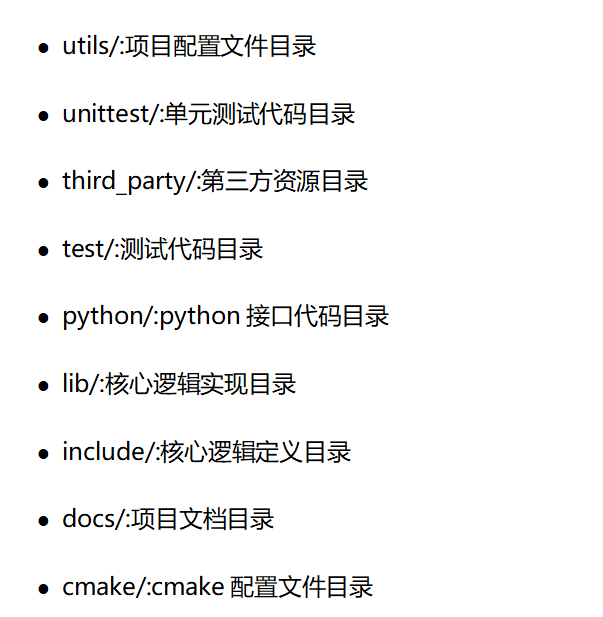 ● utils/:项目配置文件目录
● unittest/:单元测试代码目录
● third_party/:第三方资源目录
● test/:测试代码目录
● python/:python 接口代码目录
● lib/:核心逻辑实现目录
● include/:核心逻辑定义目录
● docs/:项目文档目录
● cmake/:cmake 配置文件目录